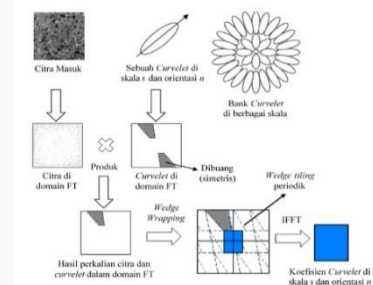 Citra Masuk
Sebuah Curvelet di
skala s dan orientasi n
Bank Curvelet
di berbagai skala
Citra di
domain FT
Produk
Curvelet di
domain FT
Dibuang
(simetris)
Wedge tiling
periodik
Wedge
Wrapping
IFFT
Hasil perkalian citra dan
curvelet dalam domain FT
Koefisien Curvelet di
skala s dan orientasi n